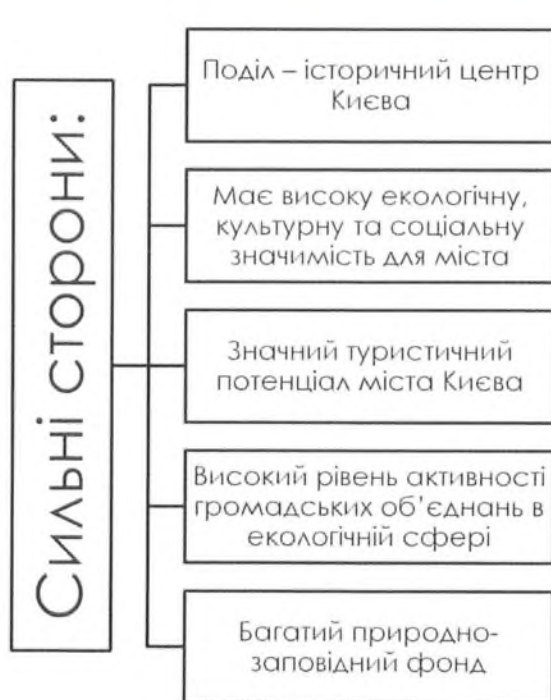 Сильні сторони:
Поділ – історичний центр
Києва
Має високу екологічну,
культурну та соціальну
значимість для міста
Значний туристичний
потенціал міста Києва
Високий рівень активності
громадських об’єднань в
екологічній сфері
Багатий природно-
заповідний фонд